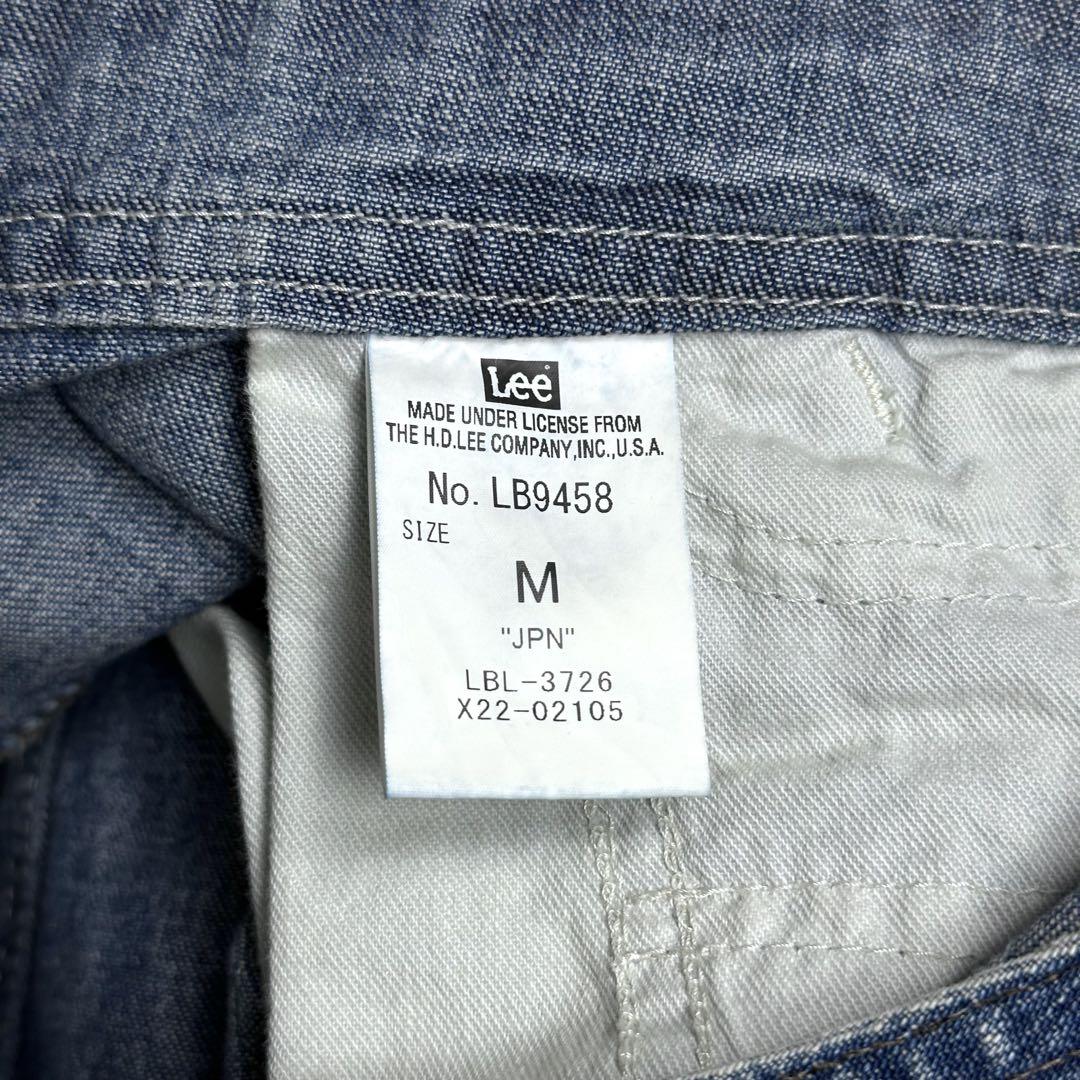 Lee
MADE UNDER LICENSE FROM
THE H.D.LEE COMPANY,INC.,U.S.A.
No. LB9458
SIZE
M
"JPN"
LBL-3726
X22-02105